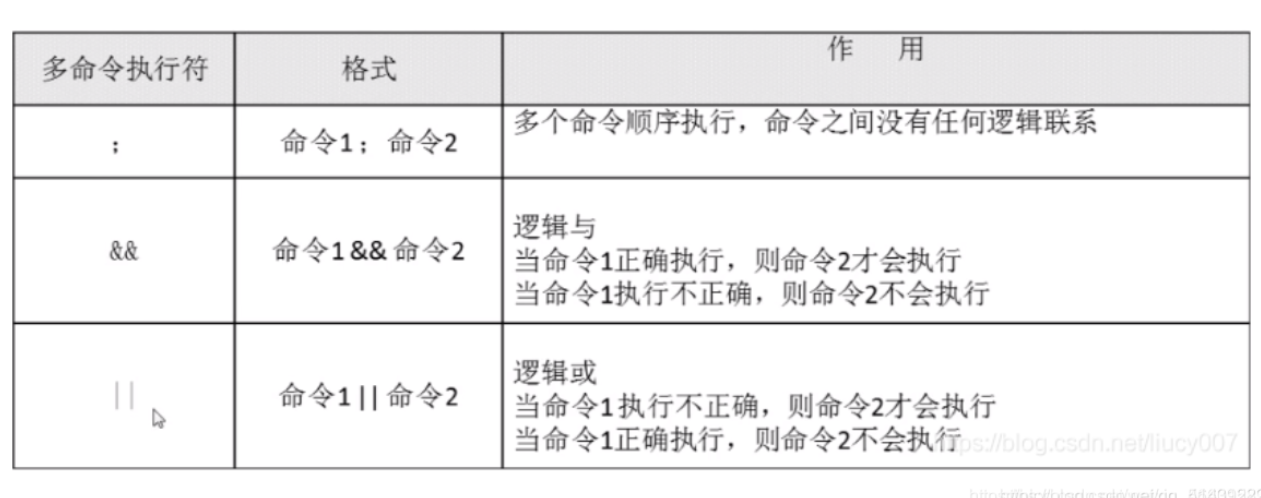 多命令执行符 格式 作 用
; 命令1；命令2 多个命令顺序执行，命令之间没有任何逻辑联系
&& 命令1&&命令2 逻辑与
当命令1正确执行，则命令2才会执行
当命令1执行不正确，则命令2不会执行
|| 命令1||命令2 逻辑或
当命令1执行不正确，则命令2才会执行
当命令1正确执行，则命令2不会执行
https://blog.csdn.net/liucy007